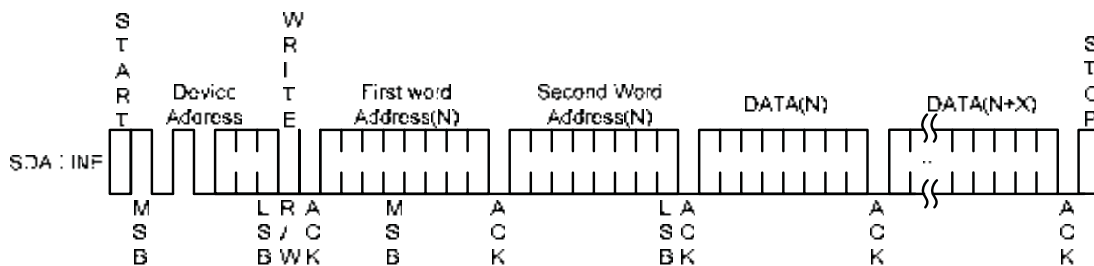 START
WRITE
STOP
Device
Address
First word
Address(N)
Second Word
Address(N)
DATA(N)
DATA(N+X)
SDA LINE
MSB
LSB
R/W
ACK
MSB
ACK
LSB
ACK
ACK
ACK